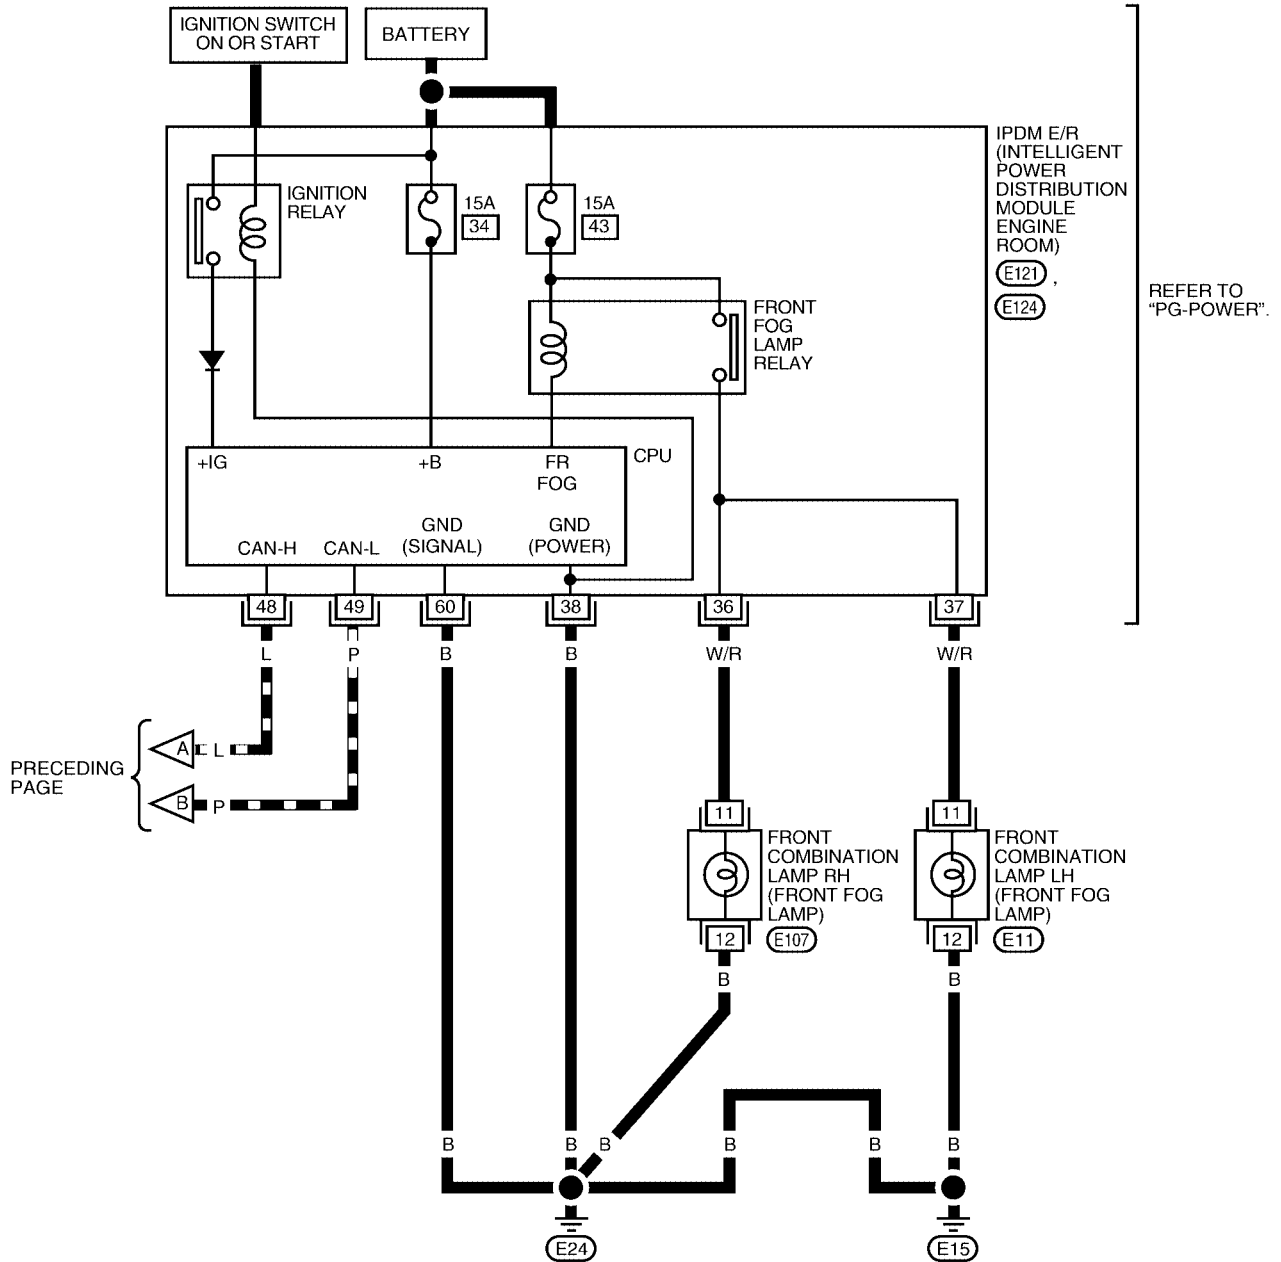 IGNITION SWITCH
ON OR START
BATTERY
IPDM E/R
(INTELLIGENT
POWER
DISTRIBUTION
MODULE
ENGINE
ROOM)
E121 ,
E124
REFER TO
“PG-POWER”.
IGNITION
RELAY
15A
34
15A
43
FRONT
FOG
LAMP
RELAY
CPU
+IG
+B
FR
FOG
CAN-H
CAN-L
GND
(SIGNAL)
GND
(POWER)
48
49
60
38
36
37
L
P
B
B
W/R
W/R
PRECEDING
PAGE
A
L
B
P
11
FRONT
COMBINATION
LAMP RH
(FRONT FOG
LAMP)
E107
12
11
FRONT
COMBINATION
LAMP LH
(FRONT FOG
LAMP)
E11
12
B
B
B
B
B
B
B
B
E24
E15